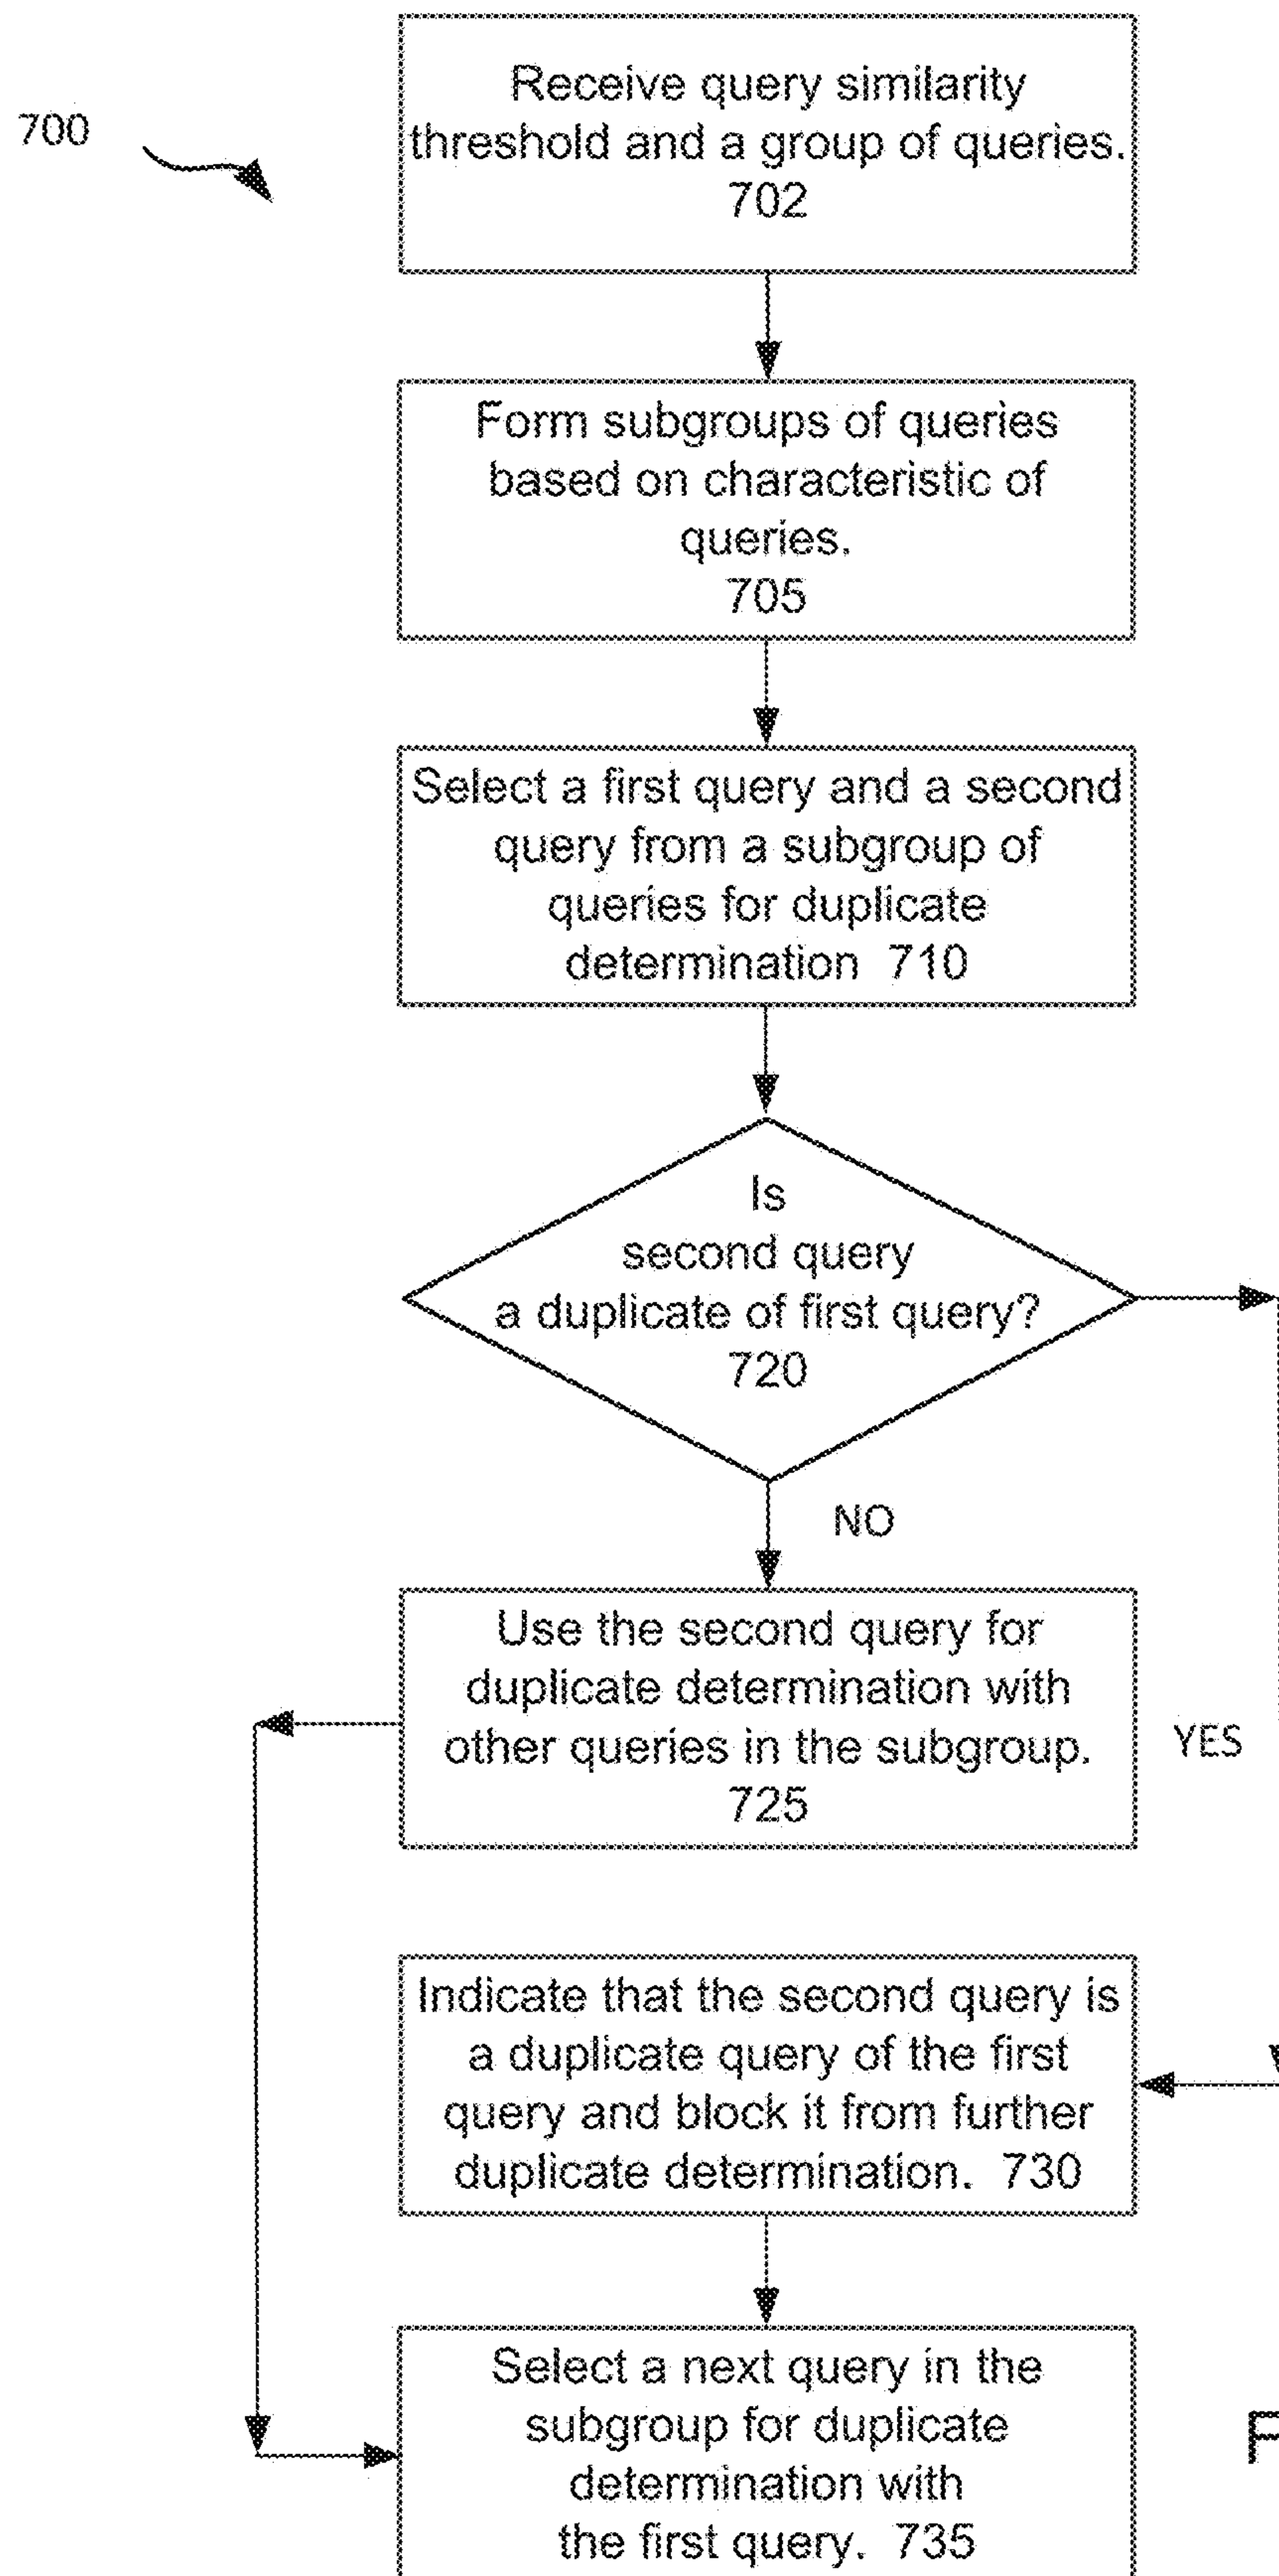 700
Receive query similarity
threshold and a group of queries.
702
Form subgroups of queries
based on characteristic of
queries.
705
Select a first query and a second
query from a subgroup of
queries for duplicate
determination 710
Is
second query
a duplicate of first query?
720
NO
Use the second query for
duplicate determination with
other queries in the subgroup.
725
YES
Indicate that the second query is
a duplicate query of the first
query and block it from further
duplicate determination. 730
Select a next query in the
subgroup for duplicate
determination with
the first query. 735
F